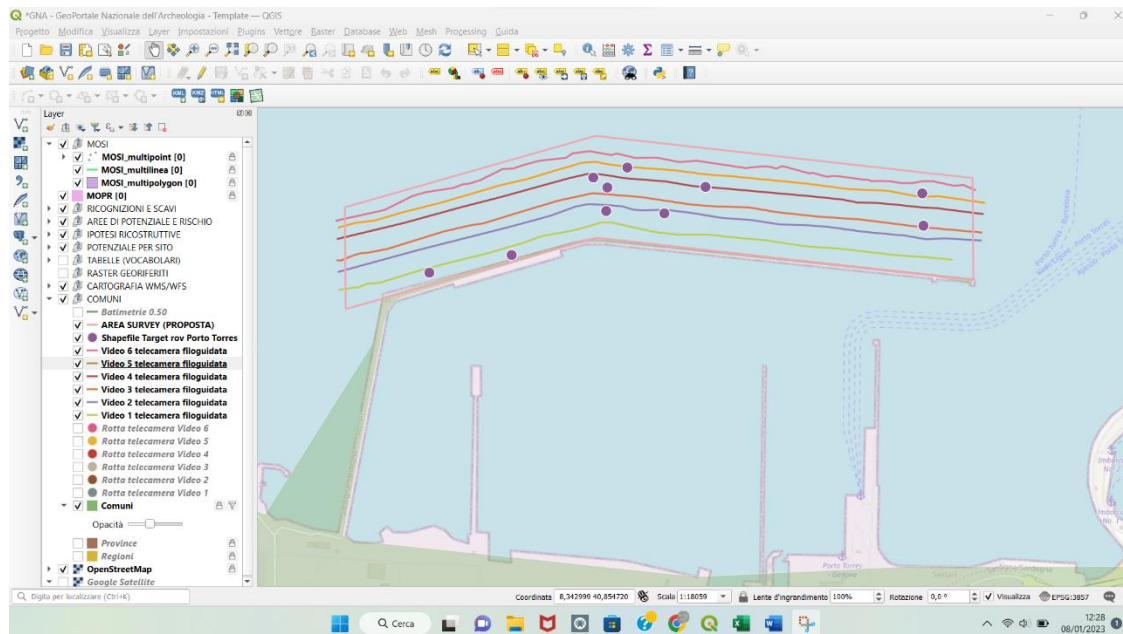 *GNA - GeoPortale Nazionale dell'Archeologia - Template — QGIS
Progetto Modifica Visualizza Layer Impostazioni Plugins Vettore Raster Database Web Mesh Processing Guida
Layer
MOSI
MOSI_multipoint [0]
MOSI_multilinea [0]
MOSI_multipolygon [0]
MOPR [0]
RICOGNIZIONI E SCAVI
AREE DI POTENZIALE E RISCHIO
IPOTESI RICOSTRUTTIVE
POTENZIALE PER SITO
TABELLE (VOCABOLARI)
RASTER GEORIFERITI
CARTOGRAFIA WMS/WFS
COMUNI
Batimetrie 0.50
AREA SURVEY (PROPOSTA)
Shapefile Target rov Porto Torres
Video 6 telecamera filoguidata
Video 5 telecamera filoguidata
Video 4 telecamera filoguidata
Video 3 telecamera filoguidata
Video 2 telecamera filoguidata
Video 1 telecamera filoguidata
Rotta telecamera Video 6
Rotta telecamera Video 5
Rotta telecamera Video 4
Rotta telecamera Video 3
Rotta telecamera Video 2
Rotta telecamera Video 1
Comuni
Opacità
Province
Regioni
OpenStreetMap
Google Satellite
Porto Torres
- Genova
Digita per localizzare (Ctrl+K)
Coordinate 8,342999 40,854720 Scala 1:18059 Lente d'ingrandimento 100% Rotazione 0,0 ° Visualizza EPSG:3857
Cerca
12:28
08/01/2023